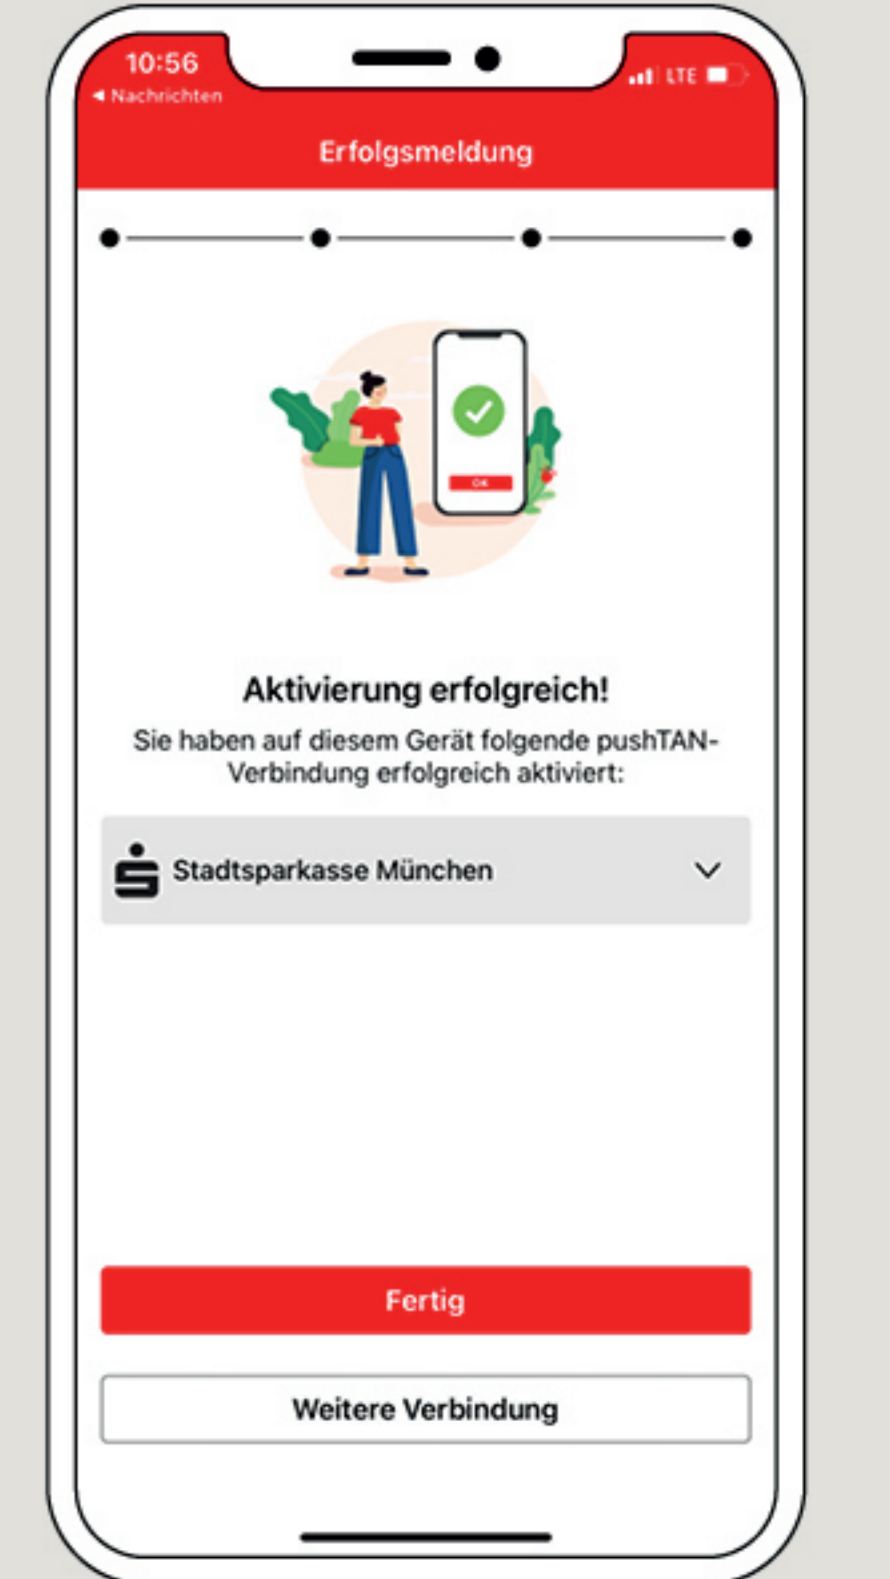 10:56
LTE
◀ Nachrichten
Erfolgsmeldung
OK
Aktivierung erfolgreich!
Sie haben auf diesem Gerät folgende pushTAN-
Verbindung erfolgreich aktiviert:
Stadtsparkasse München
Fertig
Weitere Verbindung